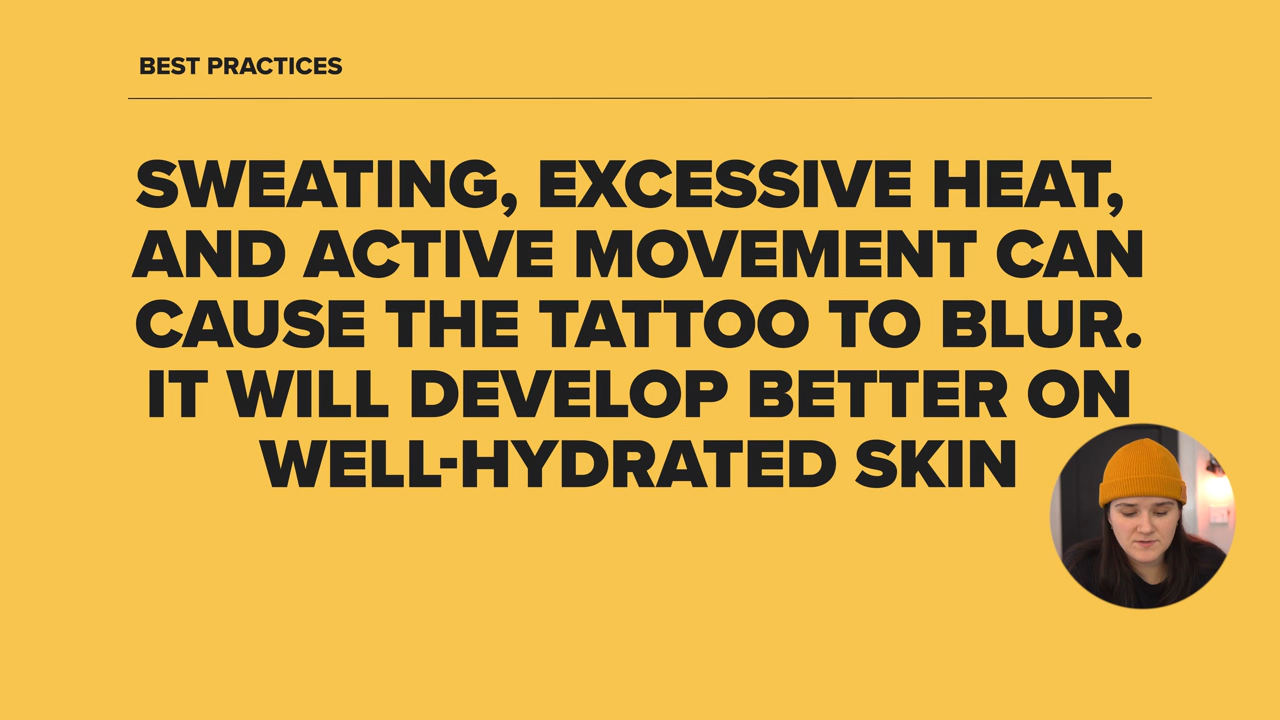 BEST PRACTICES
SWEATING, EXCESSIVE HEAT,
AND ACTIVE MOVEMENT CAN
CAUSE THE TATTOO TO BLUR.
IT WILL DEVELOP BETTER ON
WELL-HYDRATED SKIN